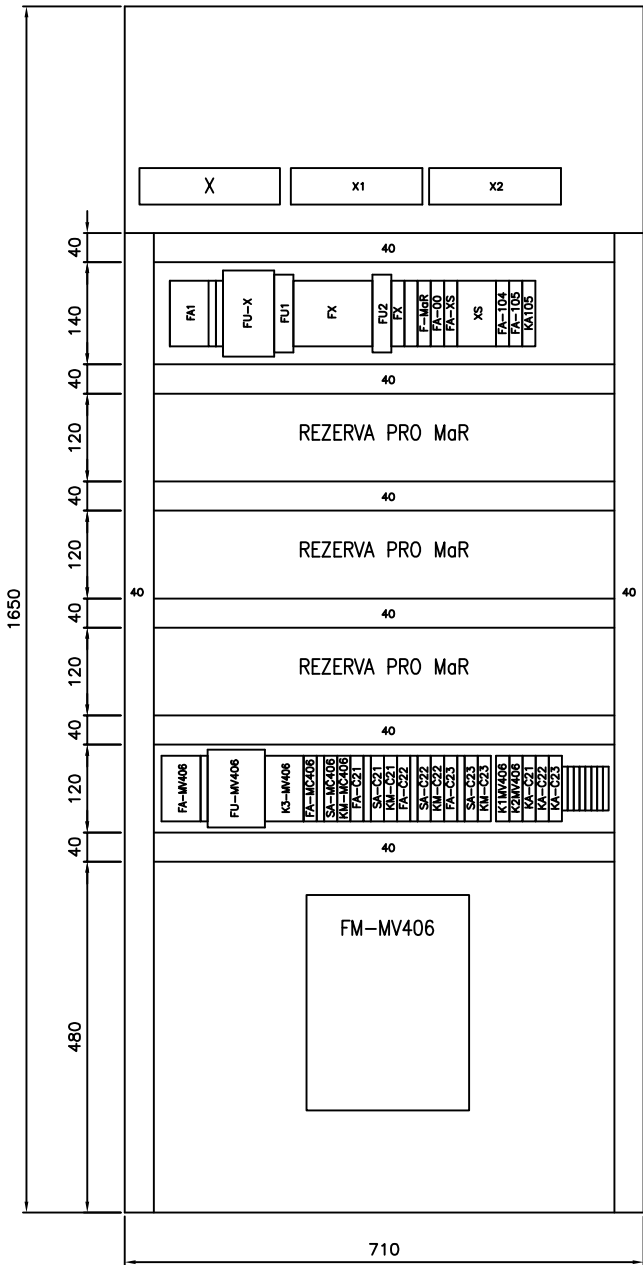 X
X1
X2
40
40
140
FA1
FU-X
FU1
FX
FU2
FX
F-MaR
FA-00
FA-XS
XS
FA-104
FA-105
KA105
40
40
120
REZERVA PRO MaR
40
40
120
REZERVA PRO MaR
1650
40
40
40
40
120
REZERVA PRO MaR
40
40
120
FA-MV406
FU-MV406
K3-MV406
FA-MC406
SA-MC406
KM-MC406
FA-C21
SA-C21
KM-C21
FA-C22
SA-C22
KM-C22
FA-C23
SA-C23
KM-C23
K1MV406
K2MV406
KA-C21
KA-C22
KA-C23
40
40
480
FM-MV406
710